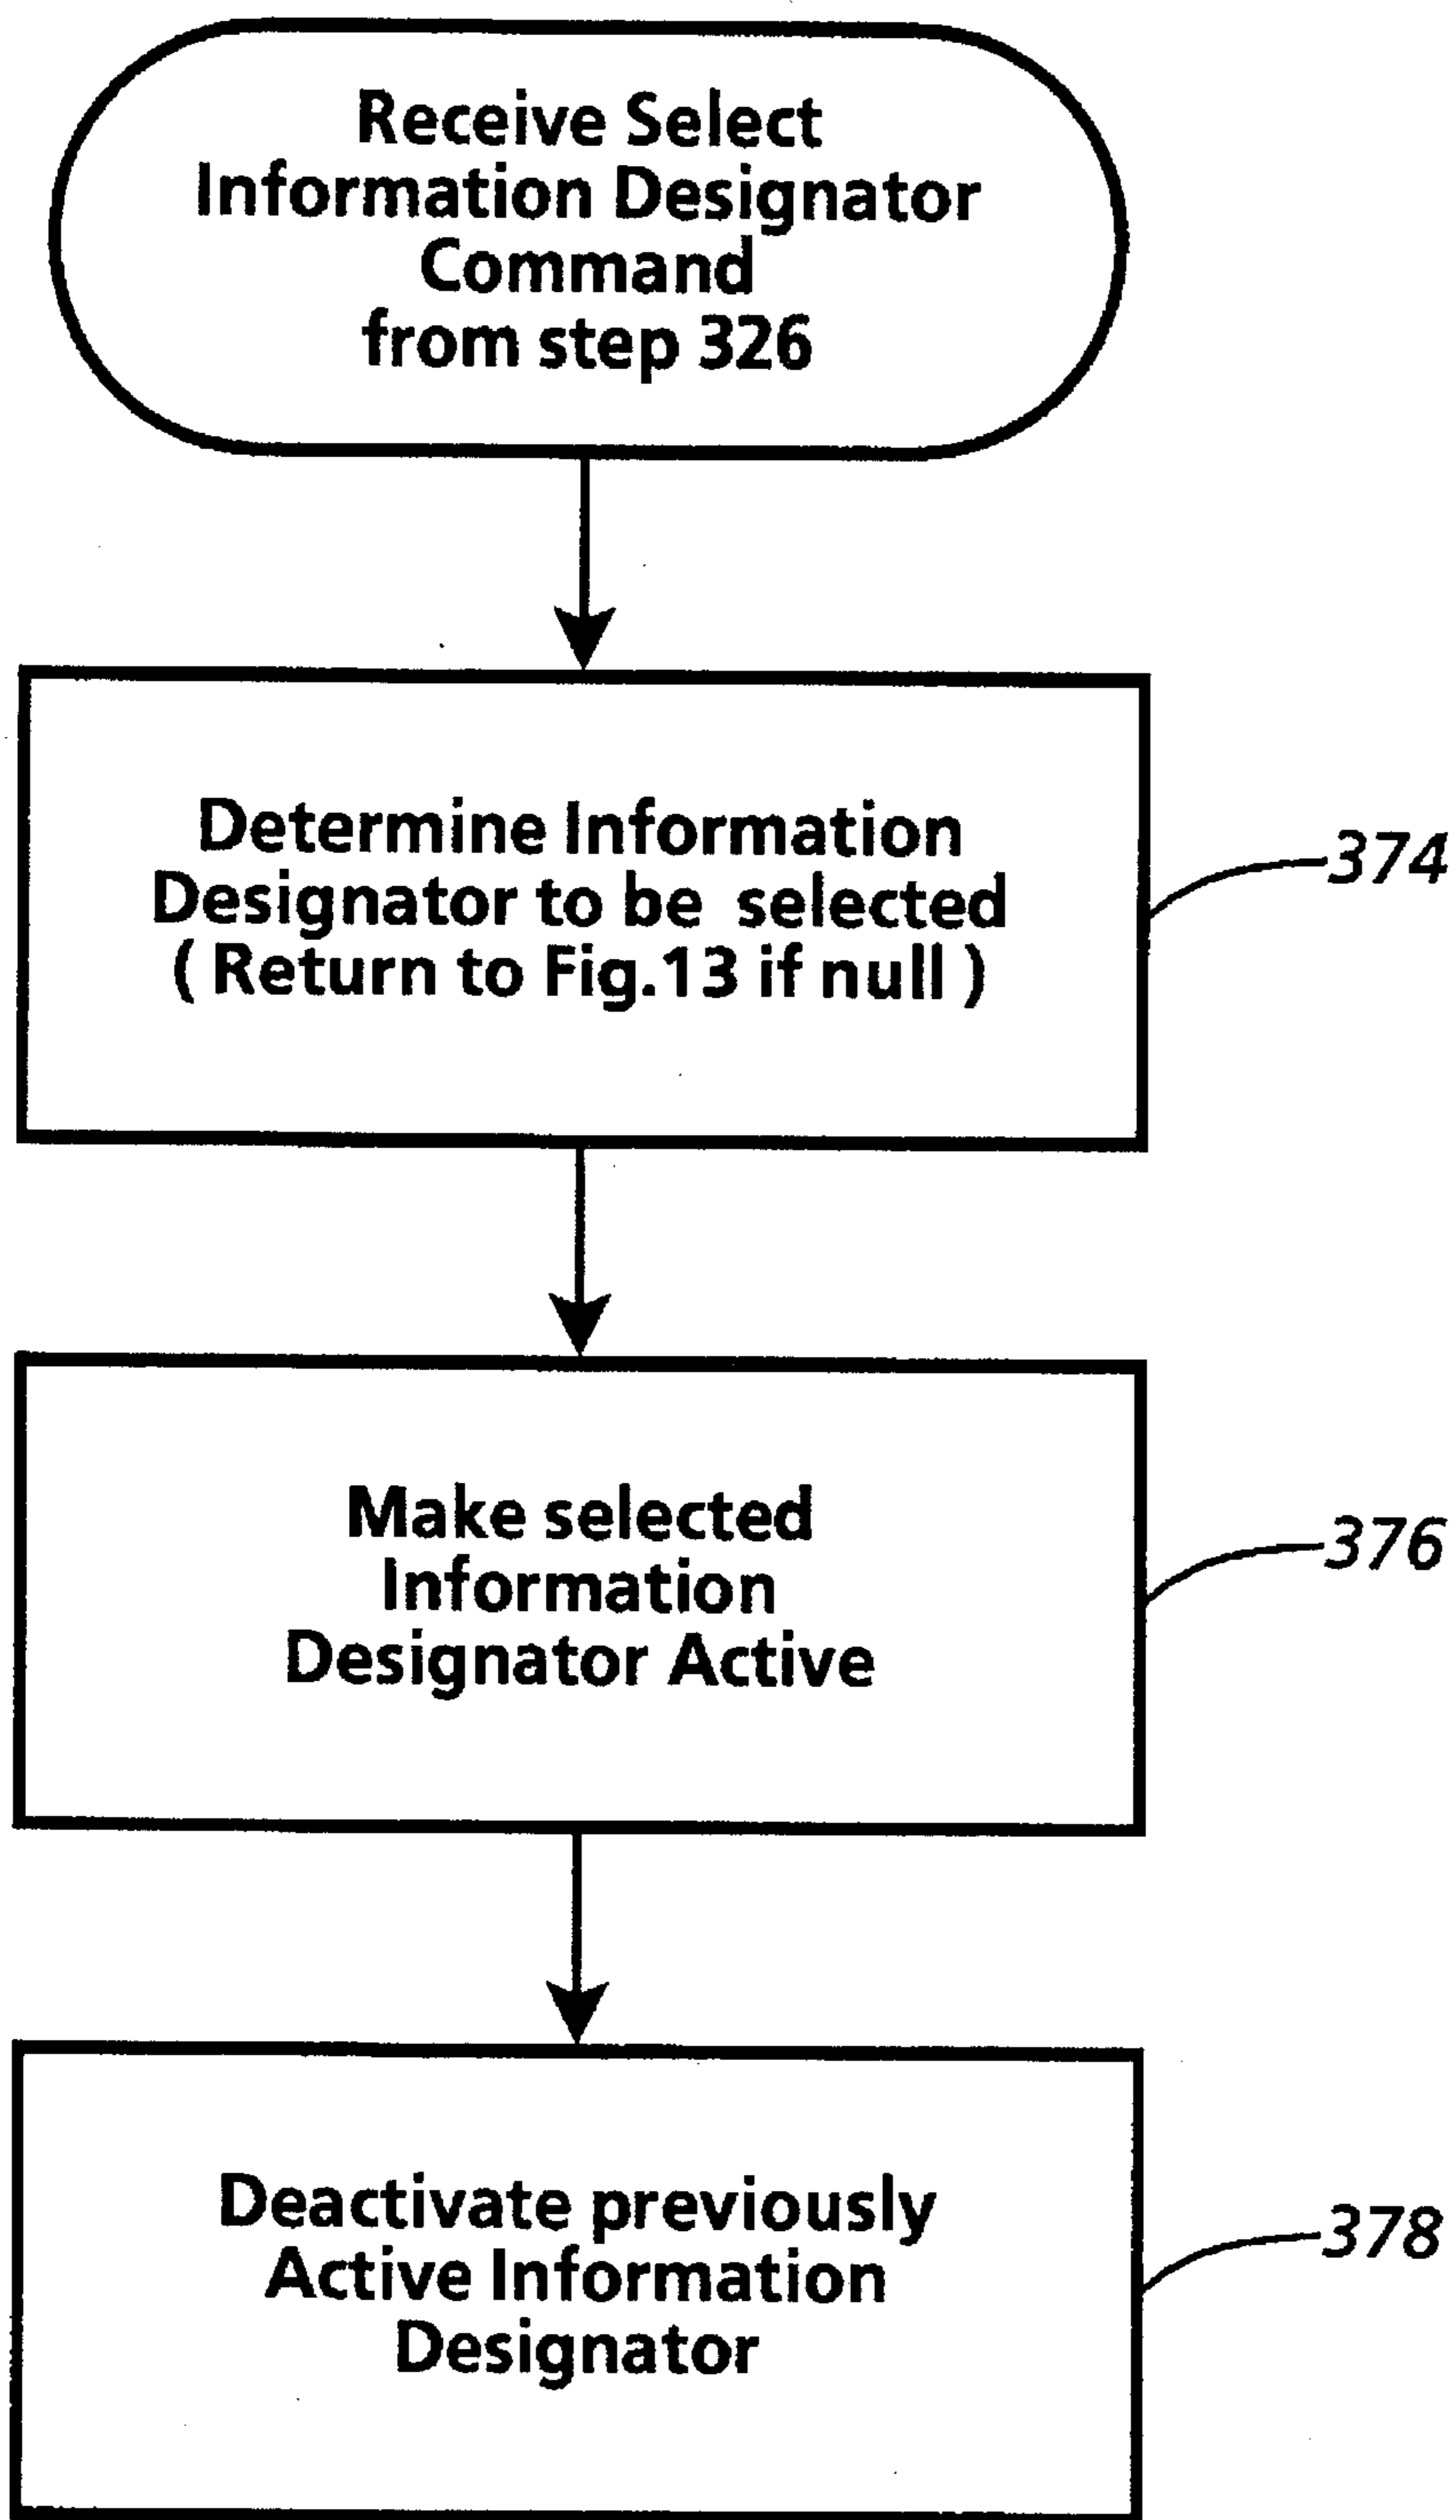 Receive Select
Information Designator
Command
from step 326
Determine Information
Designator to be selected
( Return to Fig.13 if null )
374
Make selected
Information
Designator Active
376
Deactivate previously
Active Information
Designator
378